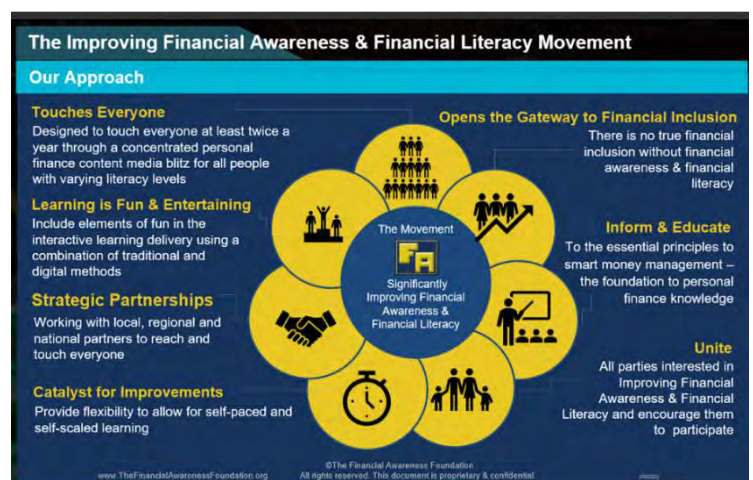 The Improving Financial Awareness & Financial Literacy Movement
Our Approach
Touches Everyone
Designed to touch everyone at least twice a
year through a concentrated personal
finance content media blitz for all people
with varying literacy levels
Learning is Fun & Entertaining
Include elements of fun in the
interactive learning delivery using a
combination of traditional and
digital methods
Strategic Partnerships
Working with local, regional and
national partners to reach and
touch everyone
Catalyst for Improvements
Provide flexibility to allow for self-paced and
self-scaled learning
The Movement
FA
Significantly
Improving Financial
Awareness &
Financial Literacy
Opens the Gateway to Financial Inclusion
There is no true financial
inclusion without financial
awareness & financial
literacy
Inform & Educate
To the essential principles to
smart money management –
the foundation to personal
finance knowledge
Unite
All parties interested in
Improving Financial
Awareness & Financial
Literacy and encourage them
to participate
©The Financial Awareness Foundation
www.TheFinancialAwarenessFoundation.org
All rights reserved. This document is proprietary & confidential